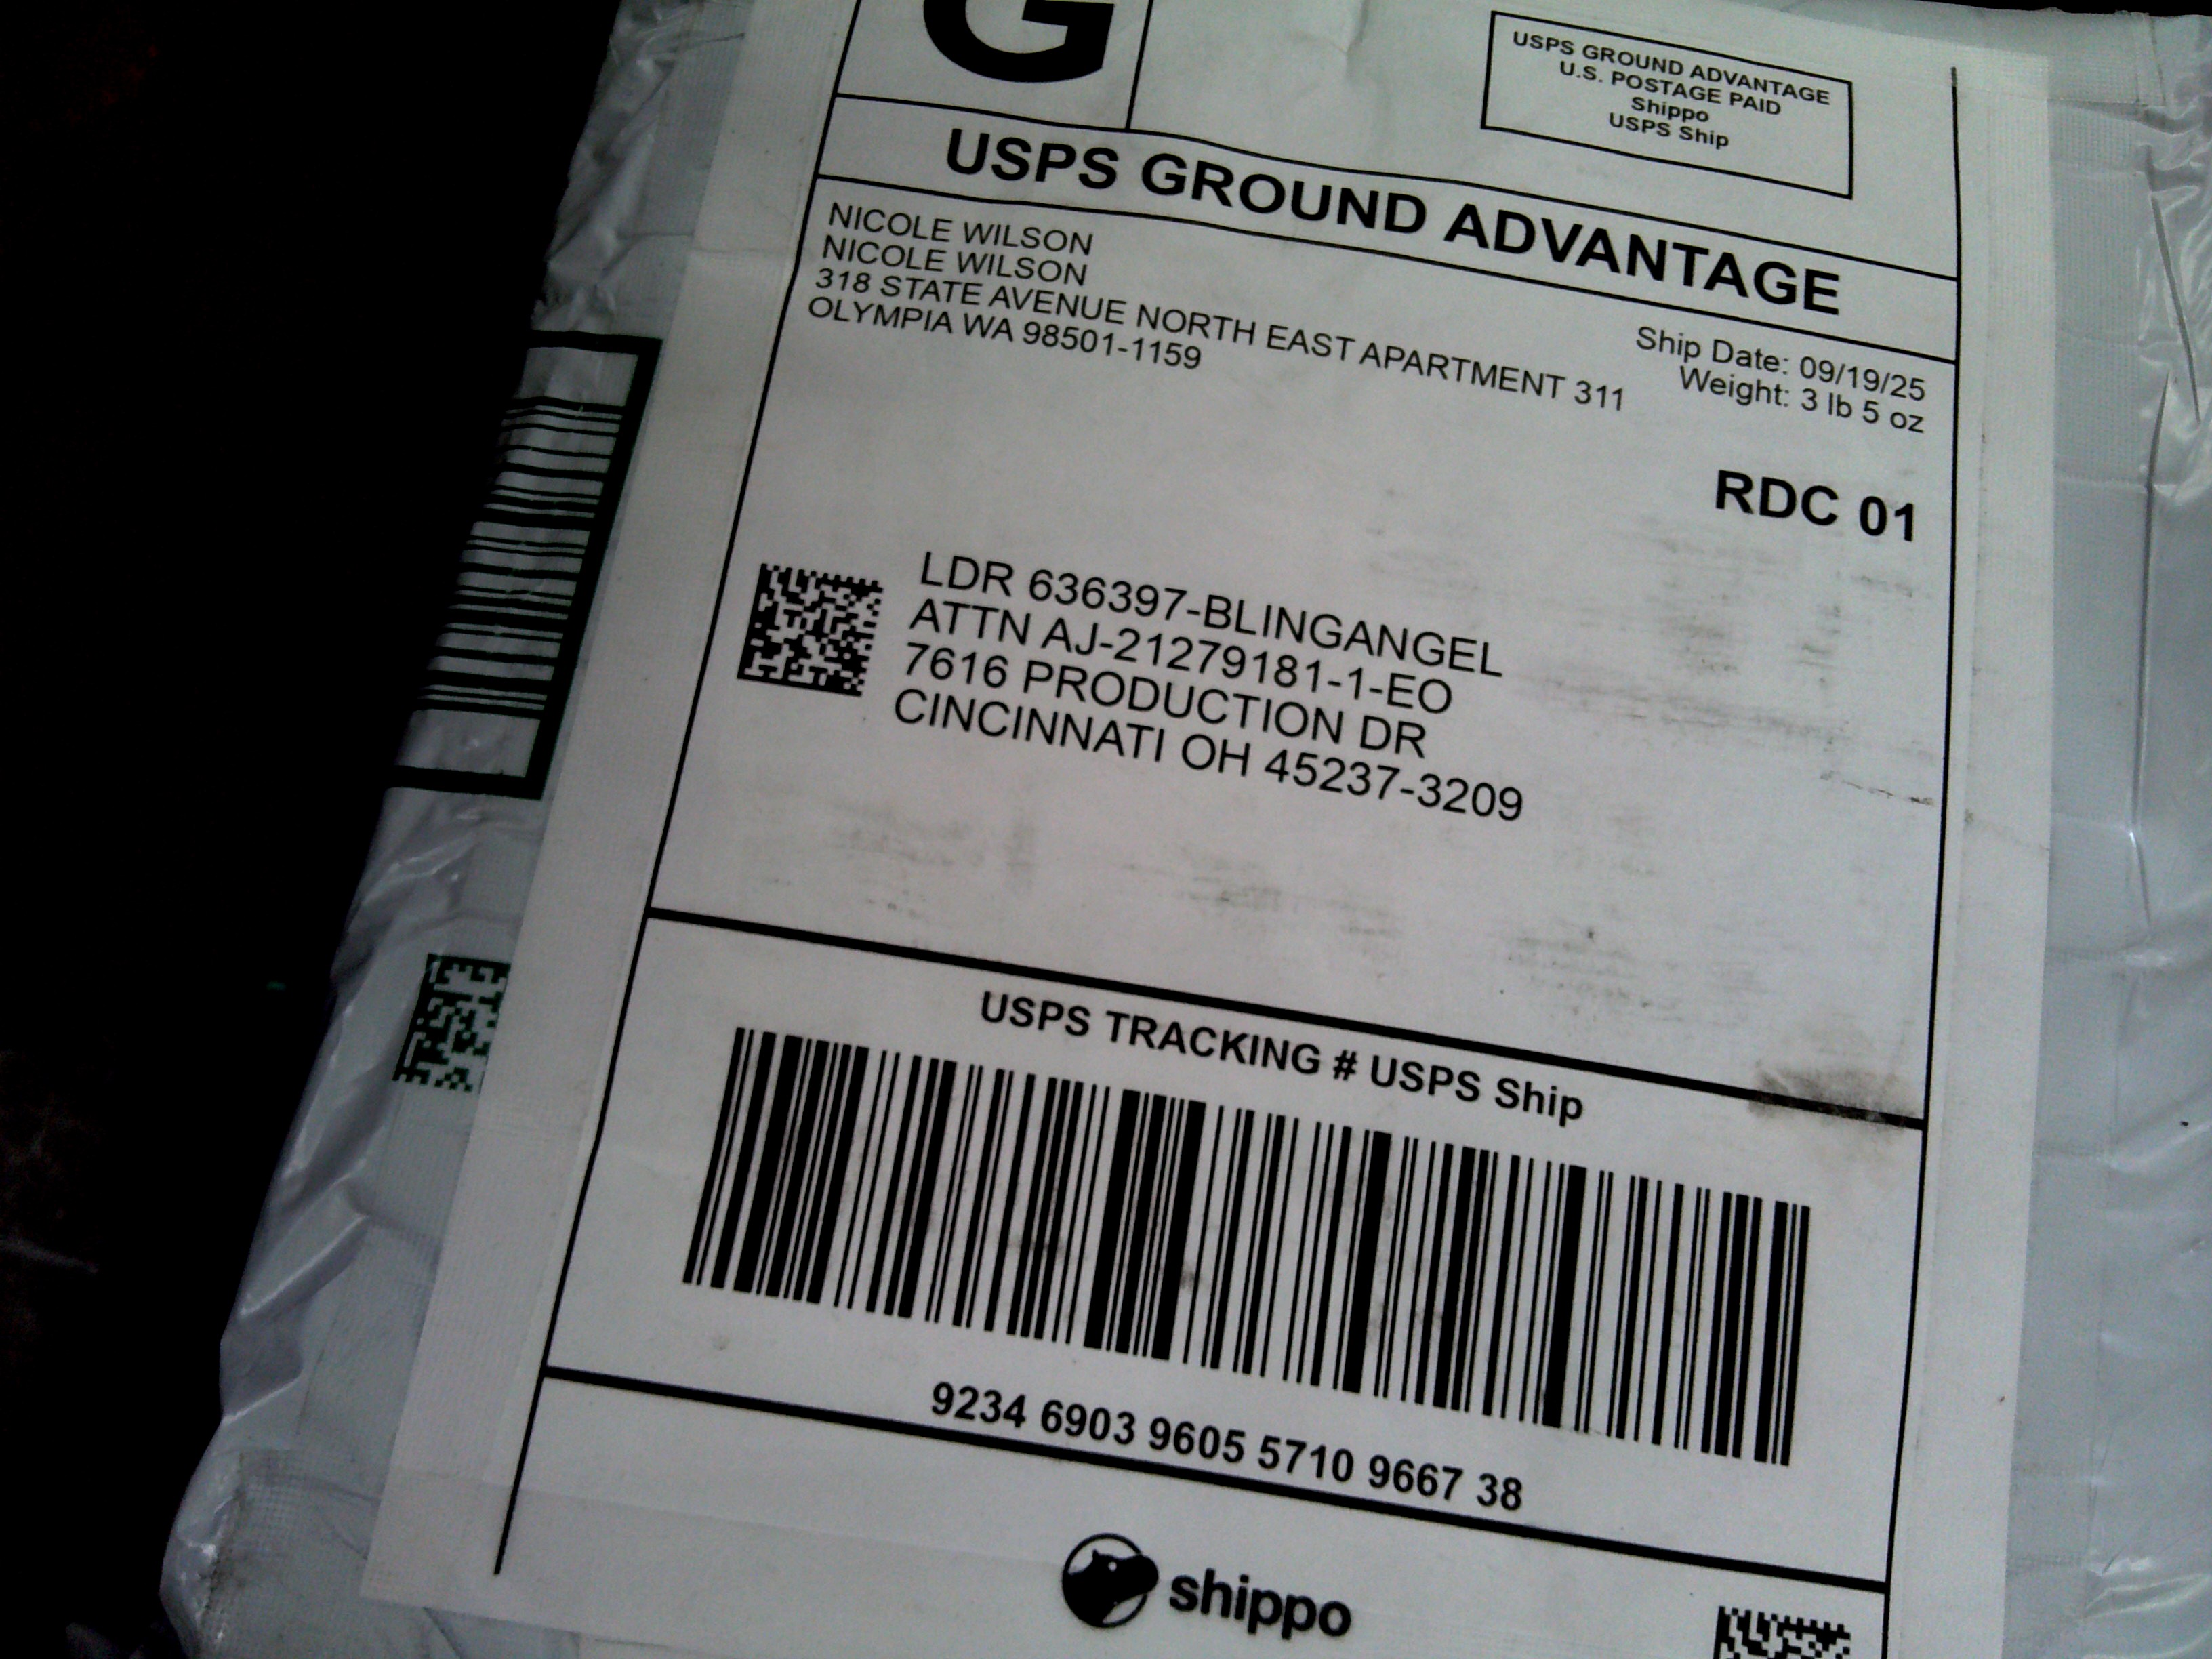 G
USPS GROUND ADVANTAGE
U.S. POSTAGE PAID
Shippo
USPS Ship
USPS GROUND ADVANTAGE
NICOLE WILSON
NICOLE WILSON
318 STATE AVENUE NORTH EAST APARTMENT 311
OLYMPIA WA 98501-1159
Ship Date: 09/19/25
Weight: 3 lb 5 oz
RDC 01
LDR 636397-BLINGANGEL
ATTN AJ-21279181-1-EO
7616 PRODUCTION DR
CINCINNATI OH 45237-3209
USPS TRACKING # USPS Ship
9234 6903 9605 5710 9667 38
shippo